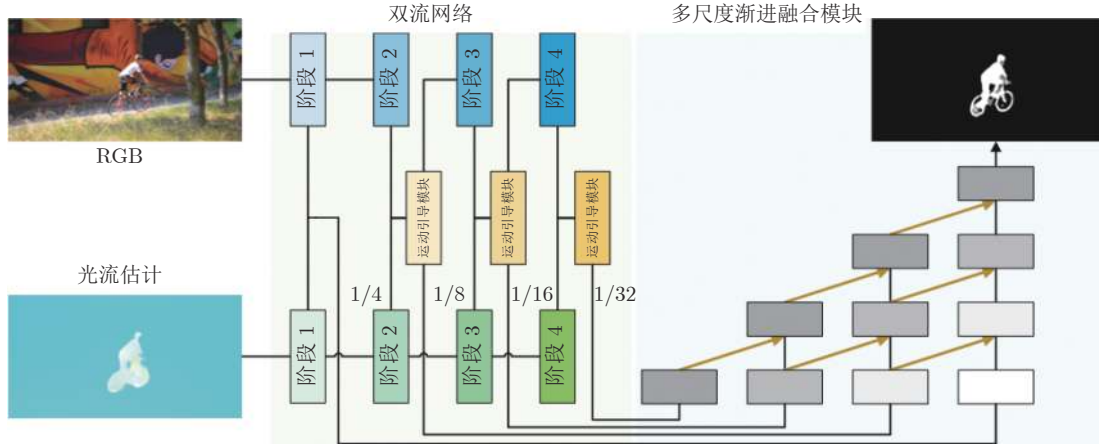 双流网络
多尺度渐进融合模块
阶段 1
阶段 2
阶段 3
阶段 4
RGB
运动引导模块
运动引导模块
运动引导模块
光流估计
1/4
1/8
1/16
1/32
阶段 1
阶段 2
阶段 3
阶段 4